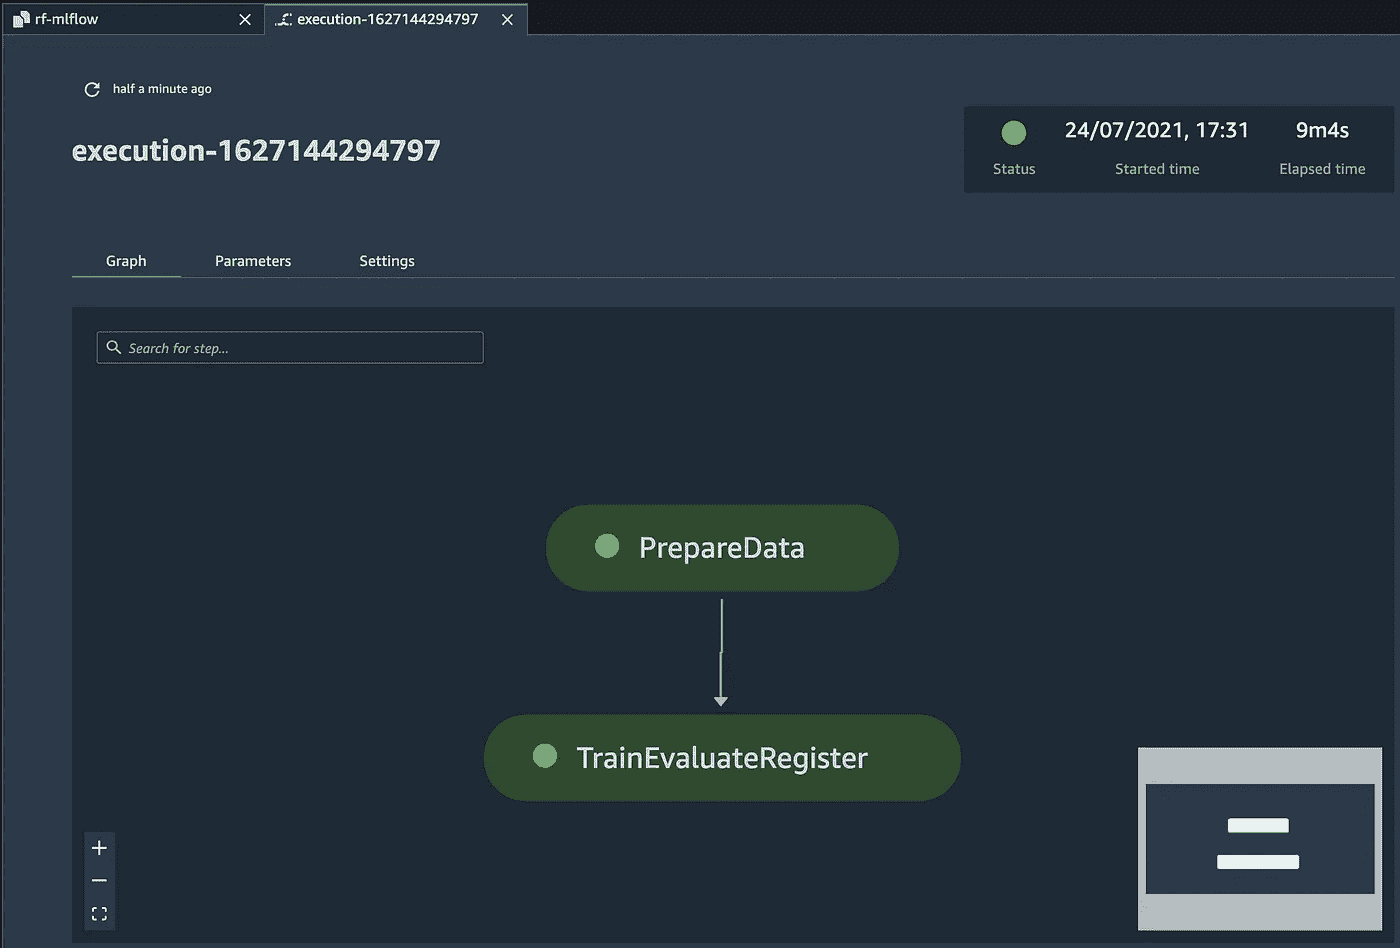 rf-mlflow
execution-1627144294797
half a minute ago
execution-1627144294797
24/07/2021, 17:31
9m4s
Status
Started time
Elapsed time
Graph
Parameters
Settings
Search for step...
PrepareData
TrainEvaluateRegister